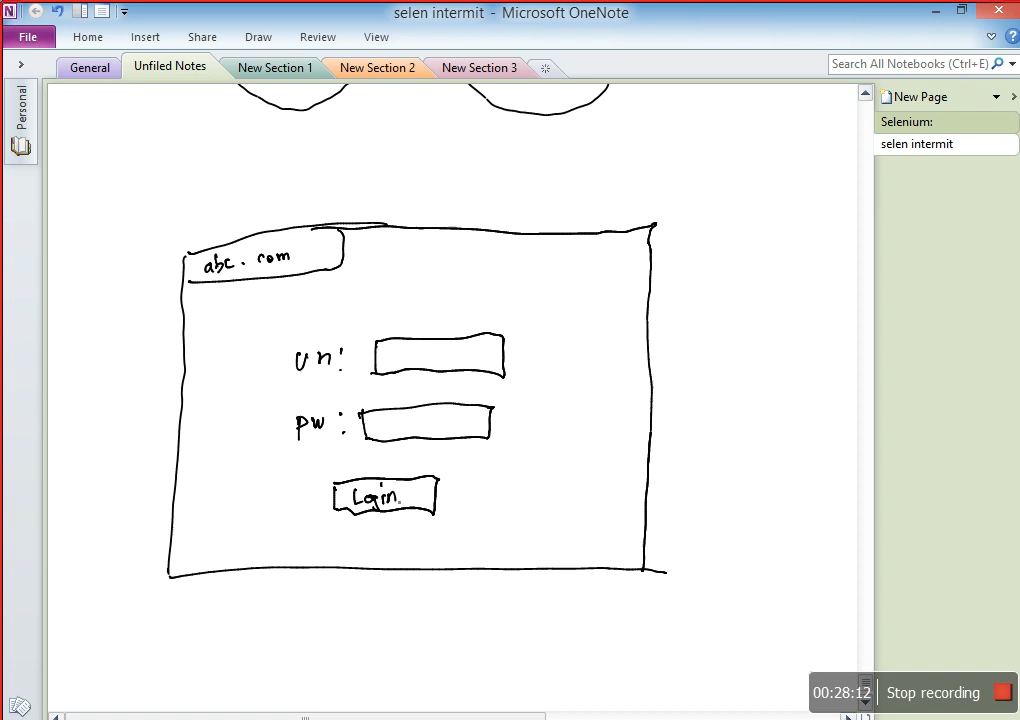 selen intermit - Microsoft OneNote
File Home Insert Share Draw Review View
General Unfiled Notes New Section 1 New Section 2 New Section 3
Search All Notebooks (Ctrl+E)
Personal
New Page
Selenium:
selen intermit
abc.com
un:
pw:
Login
00:28:12 Stop recording